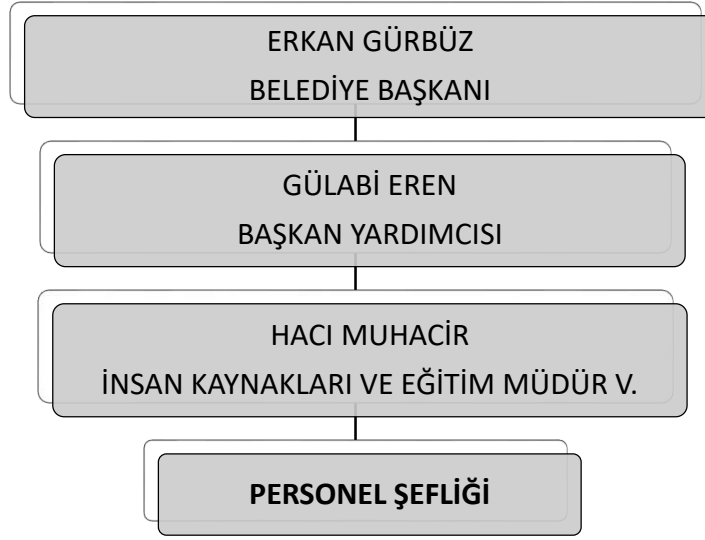 ERKAN GÜRBÜZ
BELEDİYE BAŞKANI
GÜLABİ EREN
BAŞKAN YARDIMCISI
HACI MUHACİR
İNSAN KAYNAKLARI VE EĞİTİM MÜDÜR V.
PERSONEL ŞEFLİĞİ